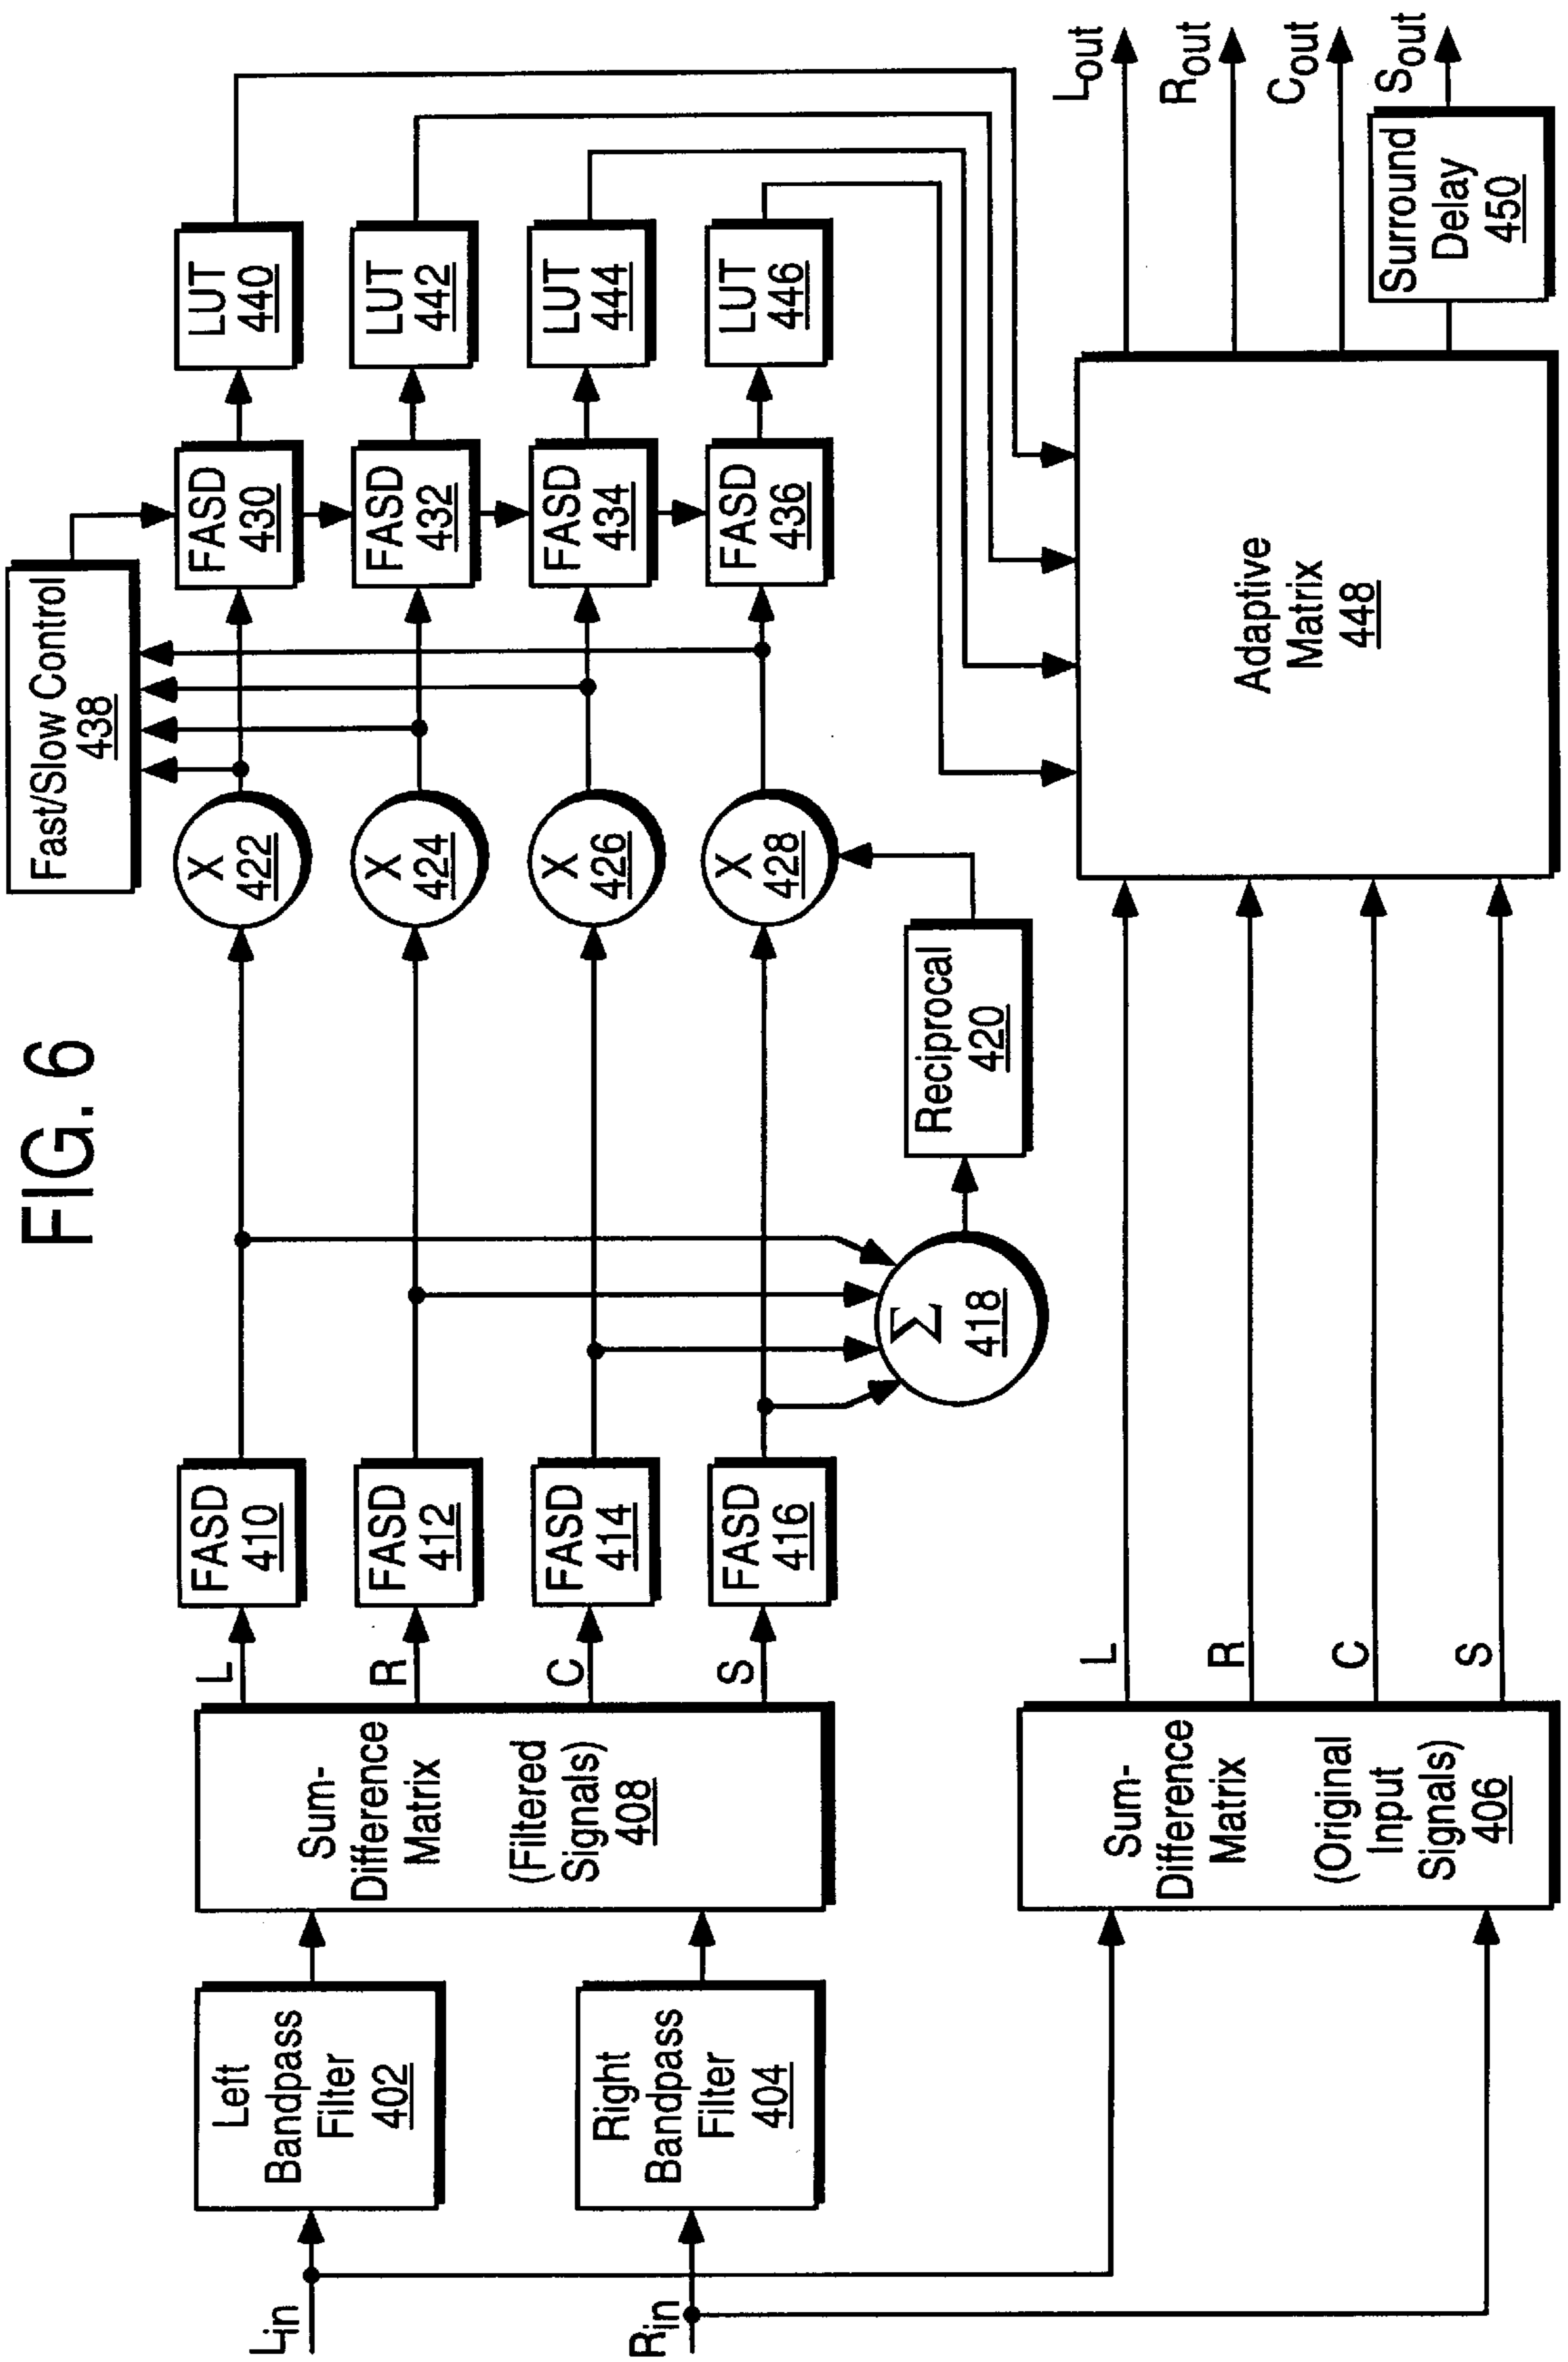 FIG. 6
Fast/Slow Control
438
L
FASD
410
X
422
FASD
430
LUT
440
R
FASD
412
X
424
FASD
432
LUT
442
C
FASD
414
X
426
FASD
434
LUT
444
S
FASD
416
X
428
FASD
436
LUT
446
Lin
Left
Bandpass
Filter
402
Rin
Right
Bandpass
Filter
404
Sum-
Difference
Matrix
(Filtered
Signals)
408
Σ
418
Reciprocal
420
Sum-
Difference
Matrix
(Original
Input
Signals)
406
L
R
C
S
Adaptive
Matrix
448
Lout
Rout
Cout
Sout
Surround
Delay
450